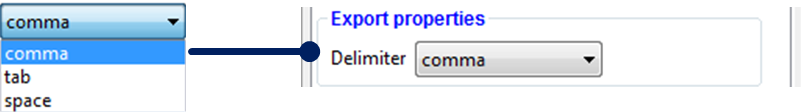 comma
comma
tab
space
Export properties
Delimiter comma